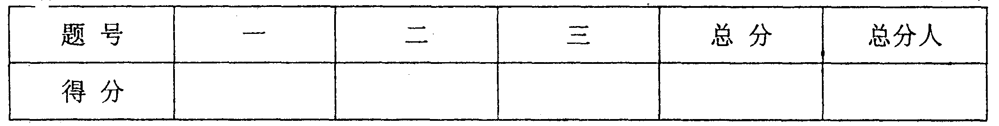 题 号 一 二 三 总 分 总分人
得 分